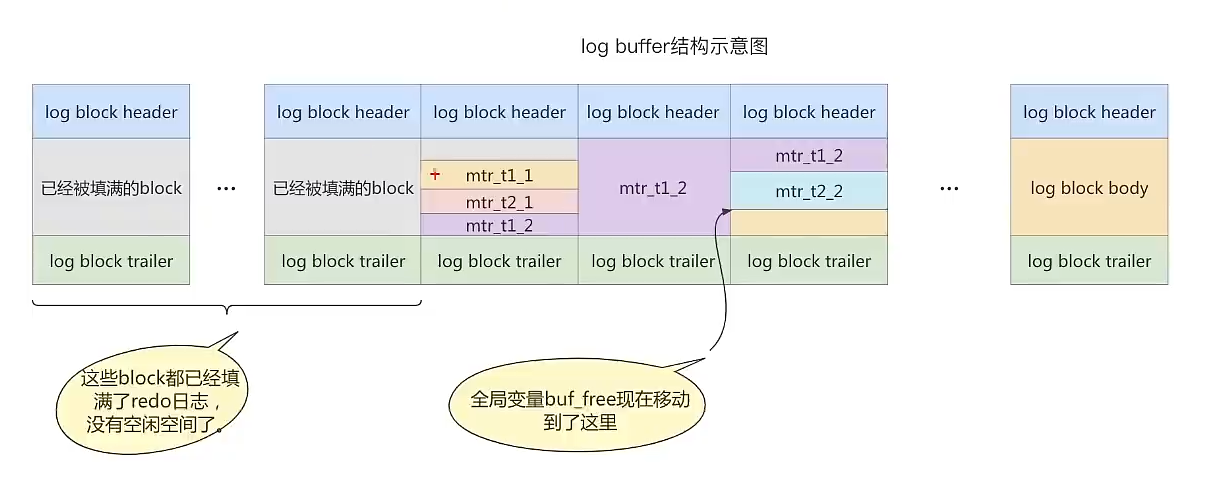 log buffer结构示意图
log block header
log block header
log block header
log block header
log block header
log block header
已经被填满的block
...
已经被填满的block
mtr_t1_1
mtr_t2_1
mtr_t1_2
mtr_t1_2
mtr_t1_2
mtr_t2_2
...
log block body
log block trailer
log block trailer
log block trailer
log block trailer
log block trailer
log block trailer
这些block都已经填
满了redo日志，
没有空闲空间了。
全局变量buf_free现在移动
到了这里